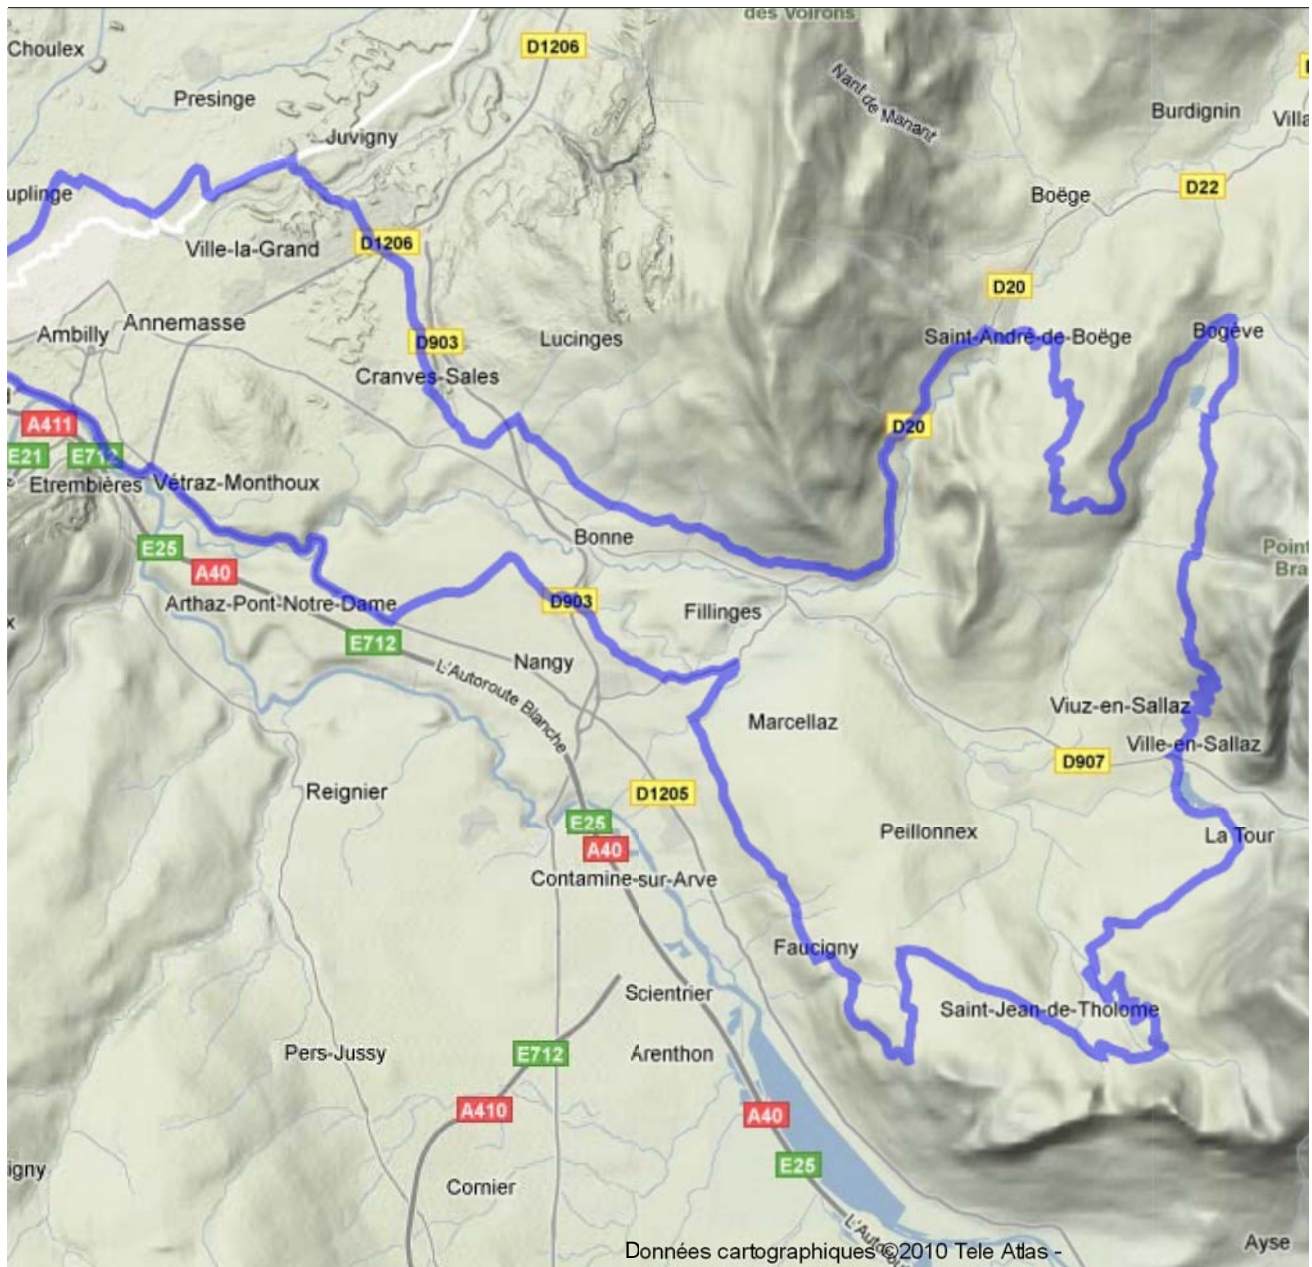 des Voirons
Choulex
D1206
Presinge
Nant de Manant
Burdignin
Juvigny
uplinge
Boëge
D22
Ville-la-Grand
D1206
D20
Ambilly
Annemasse
D903
Lucinges
Saint-André-de-Boëge
Bogève
Cranves-Sales
A411
D20
E21
E712
Etrembières
Vétraz-Monthoux
Bonne
E25
A40
Arthaz-Pont-Notre-Dame
D903
Fillinges
E712
Nangy
L'Autoroute Blanche
Marcellaz
Viuz-en-Sallaz
Ville-en-Sallaz
D907
Reignier
D1205
E25
A40
Peillonnex
La Tour
Contamine-sur-Arve
Faucigny
Scientrier
Saint-Jean-de-Tholome
Pers-Jussy
E712
Arenthon
A410
A40
E25
igny
Cornier
Ayse
Données cartographiques ©2010 Tele Atlas -